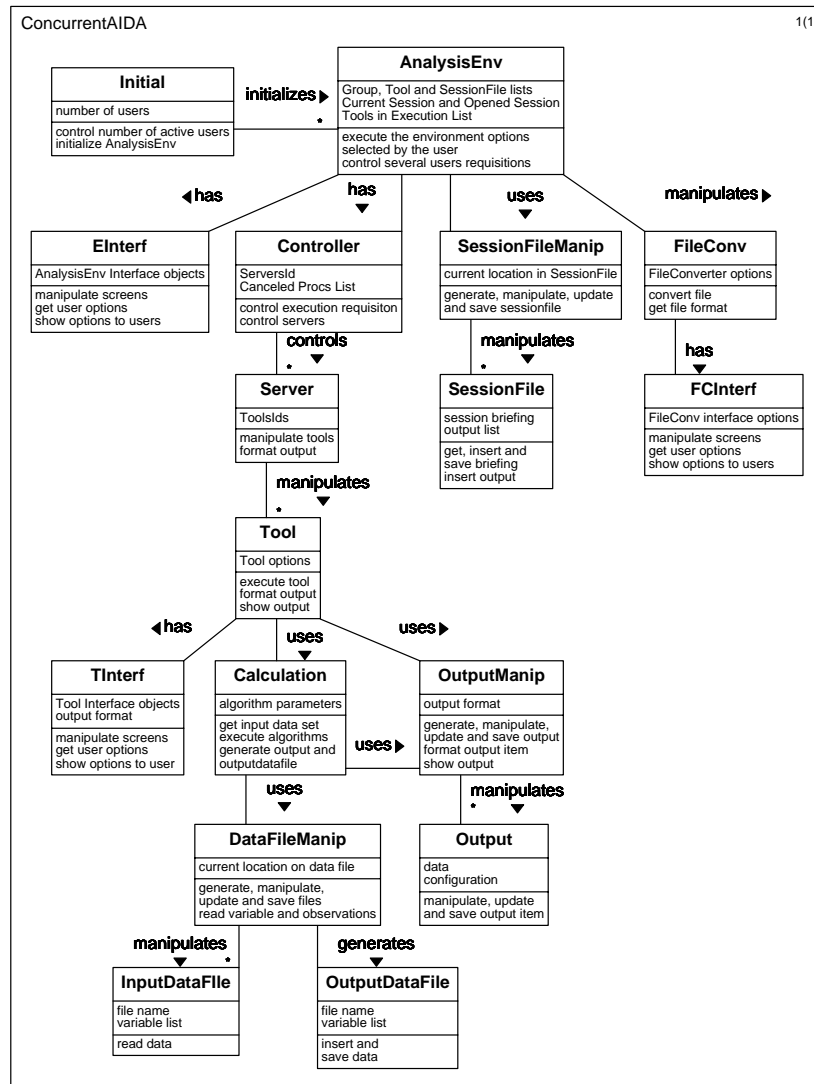 ConcurrentAIDA
1(1
Initial
number of users
control number of active users
initialize AnalysisEnv
initializes
*
AnalysisEnv
Group, Tool and SessionFile lists
Current Session and Opened Session
Tools in Execution List
execute the environment options
selected by the user
control several users requisitions
has
has
uses
manipulates
EInterf
AnalysisEnv Interface objects
manipulate screens
get user options
show options to users
Controller
ServersId
Canceled Procs List
control execution requisiton
control servers
SessionFileManip
current location in SessionFile
generate, manipulate, update
and save sessionfile
FileConv
FileConverter options
convert file
get file format
controls
*
manipulates
*
has
Server
ToolsIds
manipulate tools
format output
SessionFile
session briefing
output list
get, insert and
save briefing
insert output
FCInterf
FileConv interface options
manipulate screens
get user options
show options to users
manipulates
*
Tool
Tool options
execute tool
format output
show output
has
uses
uses
TInterf
Tool Interface objects
output format
manipulate screens
get user options
show options to user
Calculation
algorithm parameters
get input data set
execute algorithms
generate output and
outputdatafile
uses
OutputManip
output format
generate, manipulate,
update and save output
format output item
show output
uses
manipulates
*
DataFileManip
current location on data file
generate, manipulate,
update and save files
read variable and observations
Output
data
configuration
manipulate, update
and save output item
manipulates
*
generates
InputDataFIle
file name
variable list
read data
OutputDataFile
file name
variable list
insert and
save data